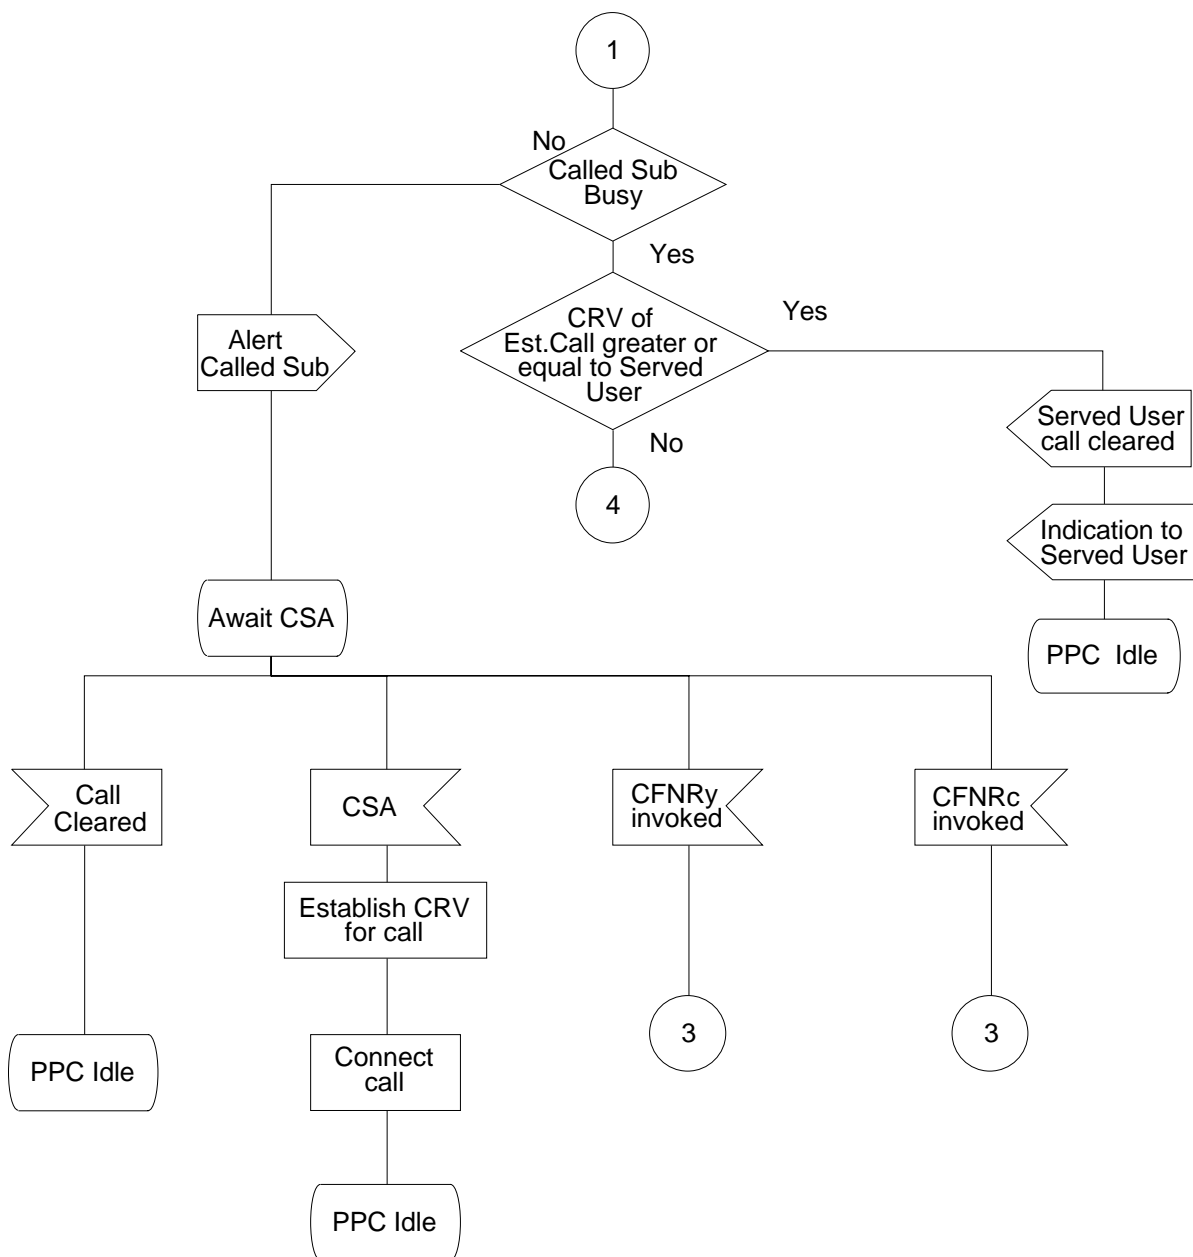 1
No
Called Sub
Busy
Yes
CRV of
Est.Call greater or
equal to Served
User
Yes
No
4
Alert
Called Sub
Served User
call cleared
Indication to
Served User
PPC Idle
Await CSA
Call
Cleared
CSA
CFNRy
invoked
CFNRc
invoked
Establish CRV
for call
3
3
PPC Idle
Connect
call
PPC Idle